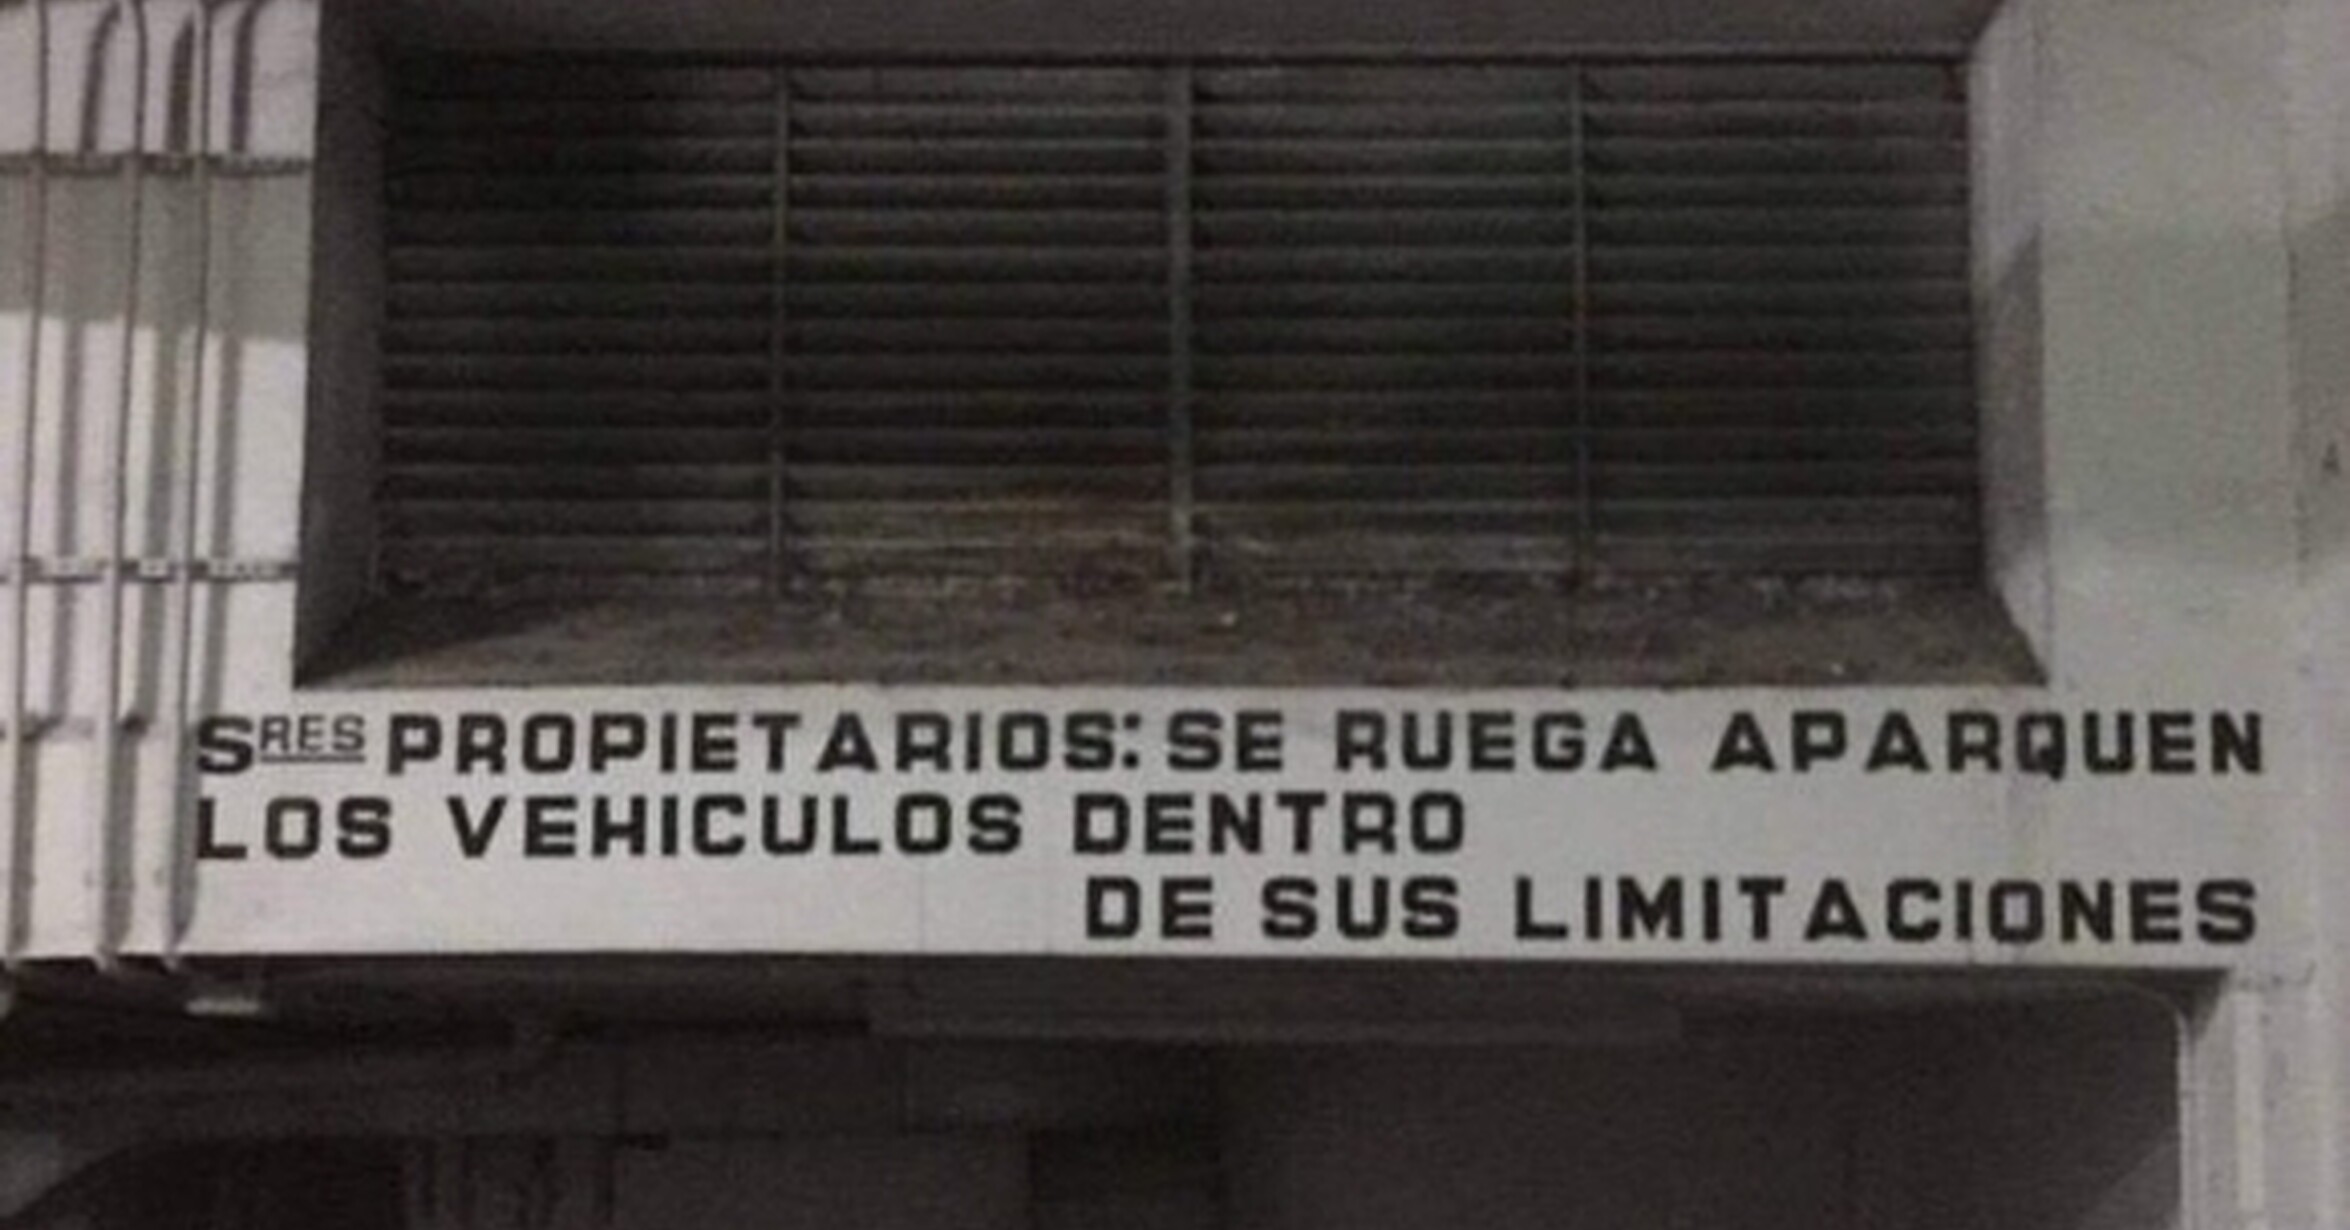 SRES PROPIETARIOS: SE RUEGA APARQUEN
LOS VEHICULOS DENTRO
DE SUS LIMITACIONES